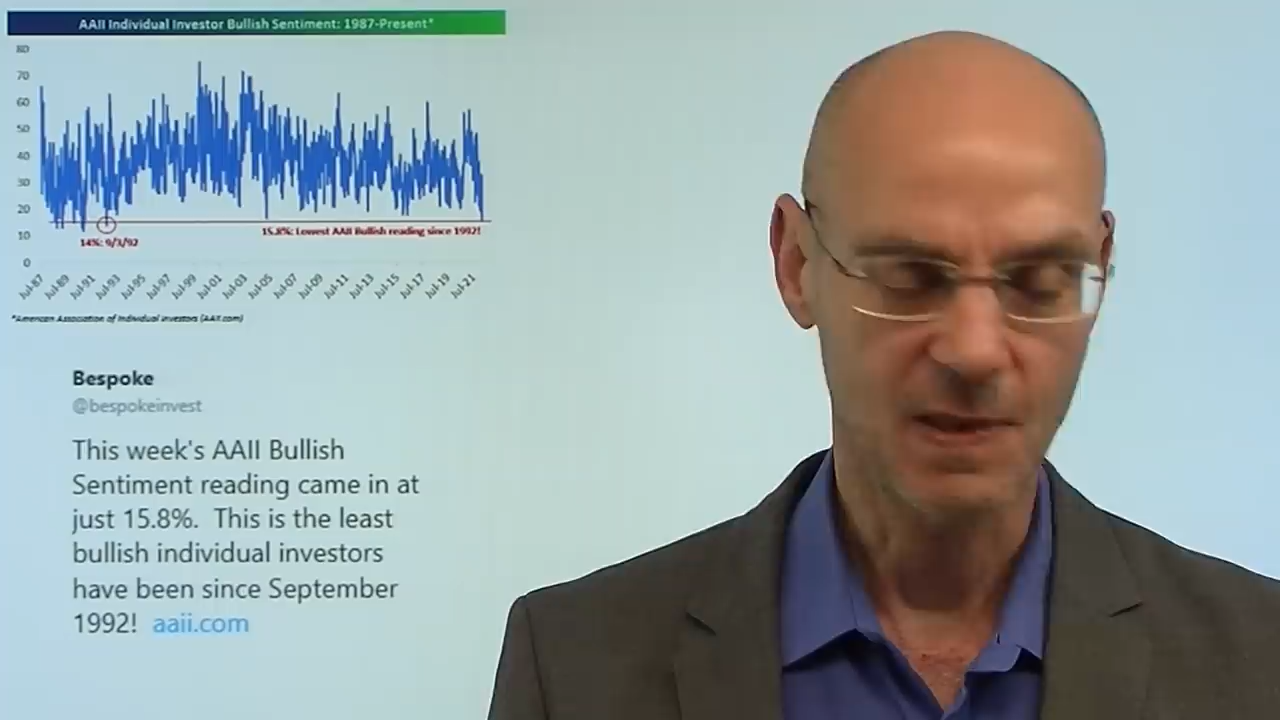 AAII Individual Investor Bullish Sentiment: 1987-Present*
80
70
60
50
40
30
20
10
0
14%: 9/3/92
15.8%: Lowest AAII Bullish reading since 1992!
Jul-87
Jul-89
Jul-91
Jul-93
Jul-95
Jul-97
Jul-99
Jul-01
Jul-03
Jul-05
Jul-07
Jul-09
Jul-11
Jul-13
Jul-15
Jul-17
Jul-19
Jul-21
*American Association of Individual Investors (AAII.com)
Bespoke
@bespokeinvest
This week's AAII Bullish
Sentiment reading came in at
just 15.8%. This is the least
bullish individual investors
have been since September
1992! aaii.com